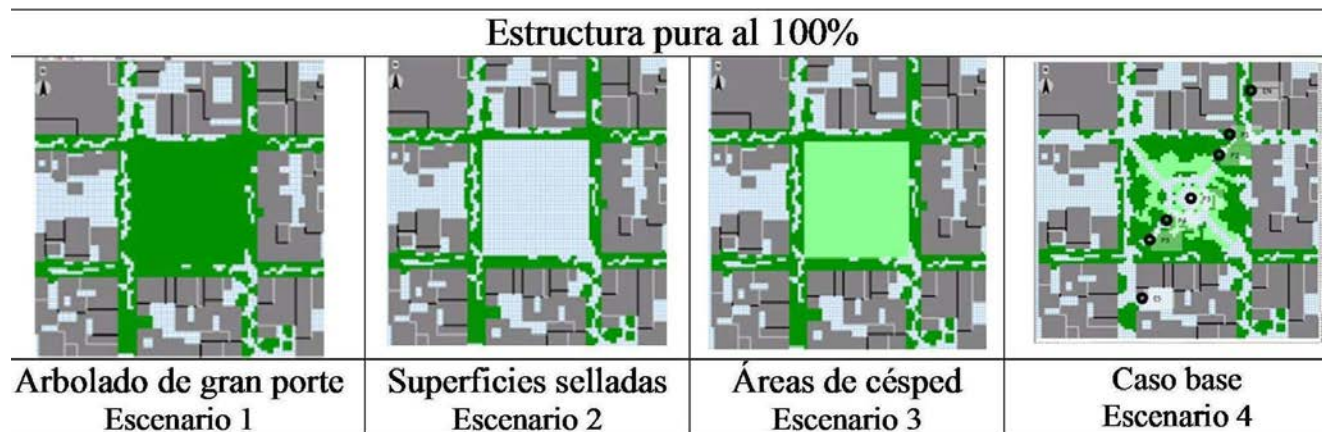 Estructura pura al 100%
Arbolado de gran porte
Escenario 1
Superficies selladas
Escenario 2
Áreas de césped
Escenario 3
Caso base
Escenario 4